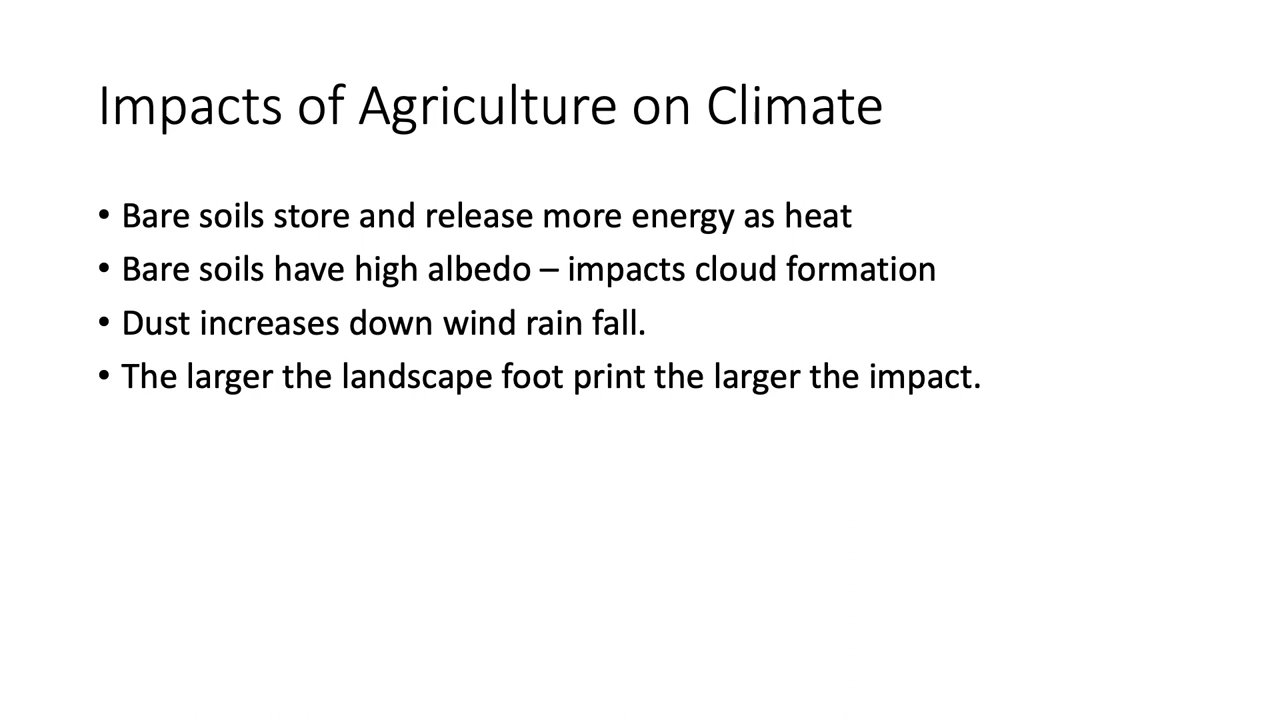 Impacts of Agriculture on Climate
• Bare soils store and release more energy as heat
• Bare soils have high albedo – impacts cloud formation
• Dust increases down wind rain fall.
• The larger the landscape foot print the larger the impact.